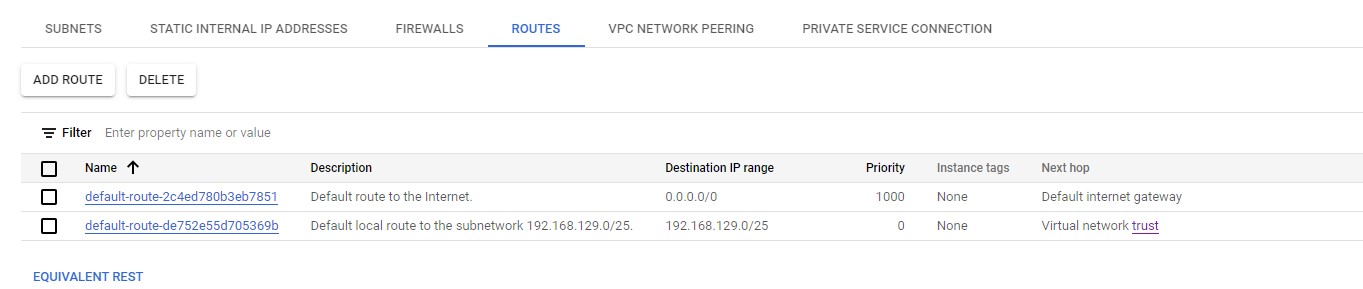 SUBNETS STATIC INTERNAL IP ADDRESSES FIREWALLS ROUTES VPC NETWORK PEERING PRIVATE SERVICE CONNECTION
ADD ROUTE DELETE
Filter Enter property name or value
Name Description Destination IP range Priority Instance tags Next hop
default-route-2c4ed780b3eb7851 Default route to the Internet. 0.0.0.0/0 1000 None Default internet gateway
default-route-de752e55d705369b Default local route to the subnetwork 192.168.129.0/25. 192.168.129.0/25 0 None Virtual network trust
EQUIVALENT REST